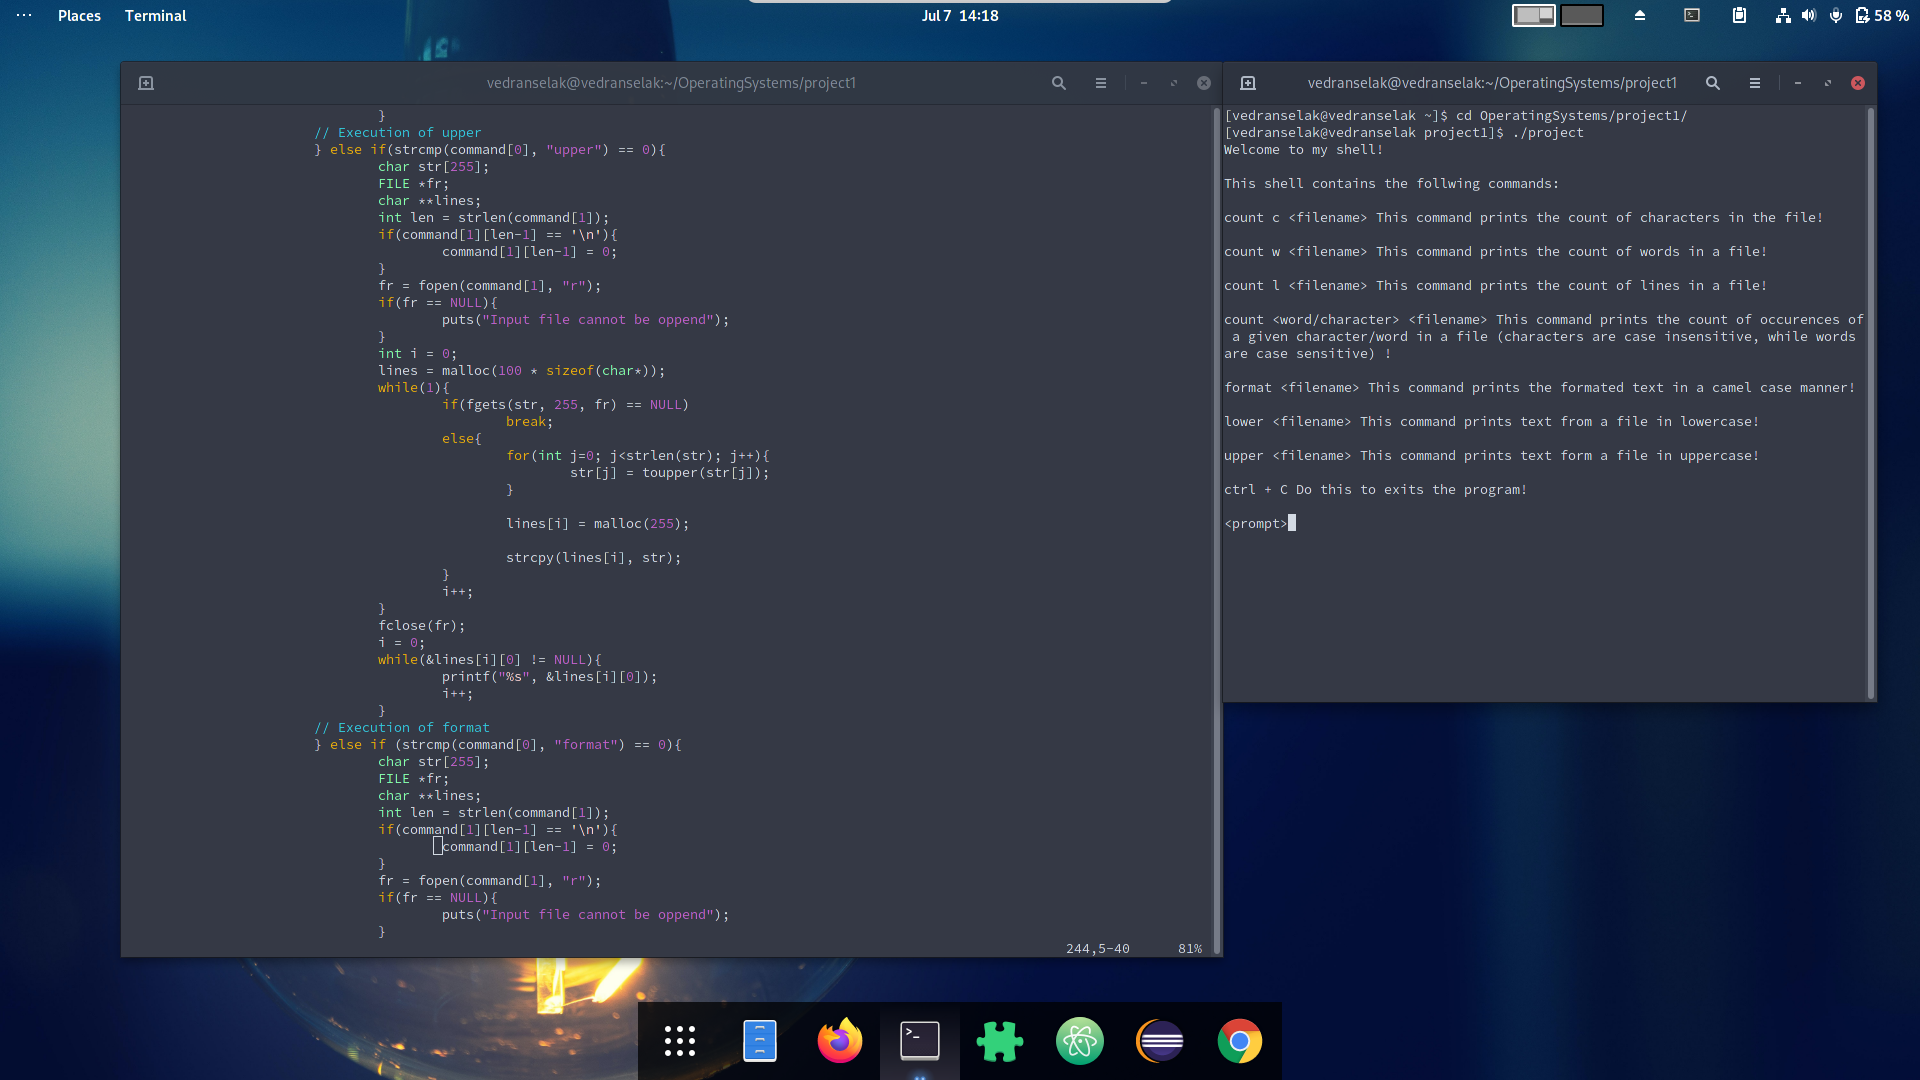 Places
Terminal
Jul 7 14:18
58 %
vedranselak@vedranselak:~/OperatingSystems/project1
                                }
                        // Execution of upper
                        } else if(strcmp(command[0], "upper") == 0){
                                char str[255];
                                FILE *fr;
                                char **lines;
                                int len = strlen(command[1]);
                                if(command[1][len-1] == '\n'){
                                        command[1][len-1] = 0;
                                }
                                fr = fopen(command[1], "r");
                                if(fr == NULL){
                                        puts("Input file cannot be oppend");
                                }
                                int i = 0;
                                lines = malloc(100 * sizeof(char*));
                                while(1){
                                        if(fgets(str, 255, fr) == NULL)
                                                break;
                                        else{
                                                for(int j=0; j<strlen(str); j++){
                                                        str[j] = toupper(str[j]);
                                                }
                                                lines[i] = malloc(255);
                                                strcpy(lines[i], str);
                                        }
                                        i++;
                                }
                                fclose(fr);
                                i = 0;
                                while(&lines[i][0] != NULL){
                                        printf("%s", &lines[i][0]);
                                        i++;
                                }
                        // Execution of format
                        } else if (strcmp(command[0], "format") == 0){
                                char str[255];
                                FILE *fr;
                                char **lines;
                                int len = strlen(command[1]);
                                if(command[1][len-1] == '\n'){
                                        command[1][len-1] = 0;
                                }
                                fr = fopen(command[1], "r");
                                if(fr == NULL){
                                        puts("Input file cannot be oppend");
                                }
244,5-40 81%
vedranselak@vedranselak:~/OperatingSystems/project1
[vedranselak@vedranselak ~]$ cd OperatingSystems/project1/
[vedranselak@vedranselak project1]$ ./project
Welcome to my shell!
This shell contains the follwing commands:
count c <filename> This command prints the count of characters in the file!
count w <filename> This command prints the count of words in a file!
count l <filename> This command prints the count of lines in a file!
count <word/character> <filename> This command prints the count of occurences of
 a given character/word in a file (characters are case insensitive, while words
are case sensitive) !
format <filename> This command prints the formated text in a camel case manner!
lower <filename> This command prints text from a file in lowercase!
upper <filename> This command prints text form a file in uppercase!
ctrl + C Do this to exits the program!
<prompt>